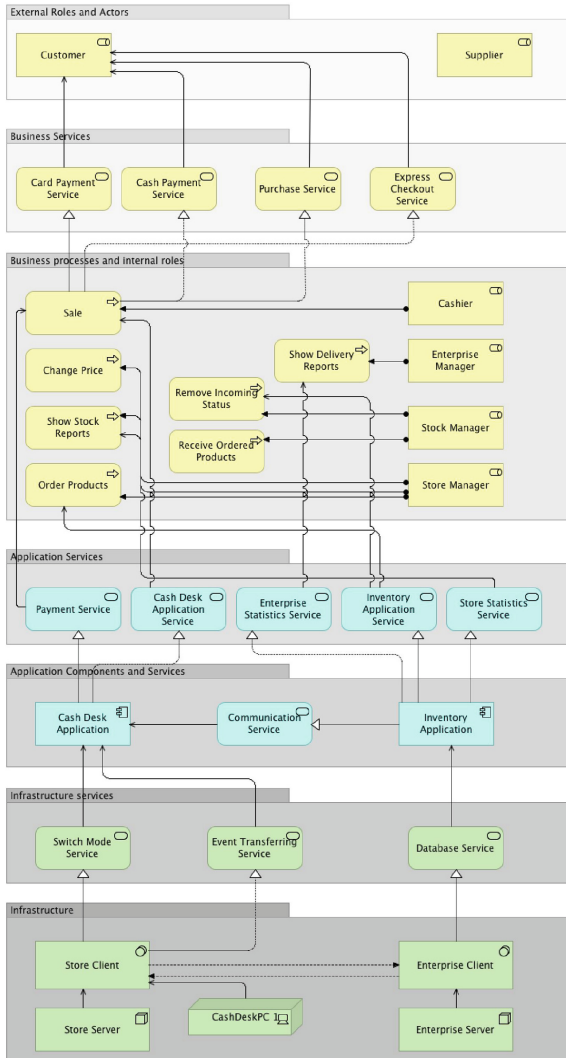 External Roles and Actors
Customer
Supplier
Business Services
Card Payment
Service
Cash Payment
Service
Purchase Service
Express
Checkout
Service
Business processes and internal roles
Sale
Cashier
Change Price
Show Delivery
Reports
Enterprise
Manager
Remove Incoming
Status
Show Stock
Reports
Stock Manager
Receive Ordered
Products
Order Products
Store Manager
Application Services
Payment Service
Cash Desk
Application
Service
Enterprise
Statistics Service
Inventory
Application
Service
Store Statistics
Service
Application Components and Services
Cash Desk
Application
Communication
Service
Inventory
Application
Infrastructure services
Switch Mode
Service
Event Transferring
Service
Database Service
Infrastructure
Store Client
Enterprise Client
Store Server
CashDeskPC 1
Enterprise Server